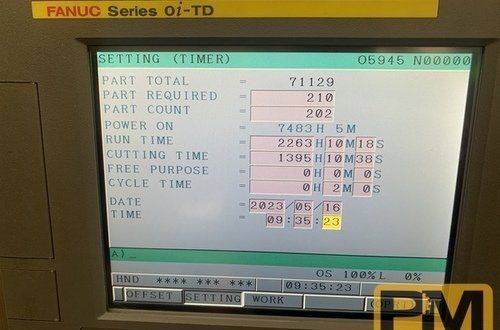 FANUC Series 0i-TD
SETTING (TIMER) O5945 N00000
PART TOTAL = 71129
PART REQUIRED = 210
PART COUNT = 202
POWER ON = 7483H 5M
RUN TIME = 2263H10M18S
CUTTING TIME = 1395H10M38S
FREE PURPOSE = 0H 0M 0S
CYCLE TIME = 0H 2M 0S
DATE = 2023/05/16
TIME = 09:35:23
A)_
OS 100% L 0%
HND **** *** *** 09:35:23
OFFSET SETTING WORK
PM